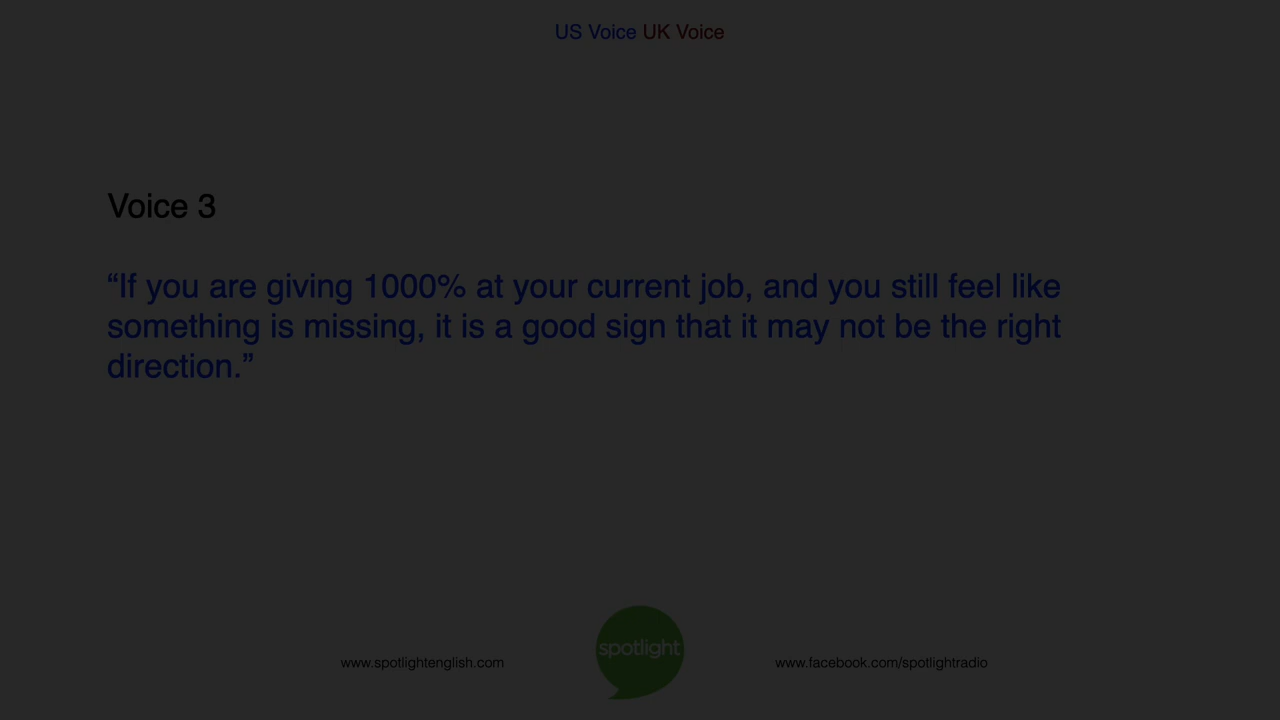 US Voice UK Voice
Voice 3
“If you are giving 1000% at your current job, and you still feel like
something is missing, it is a good sign that it may not be the right
direction.”
spotlight
www.spotlightenglish.com
www.facebook.com/spotlightradio